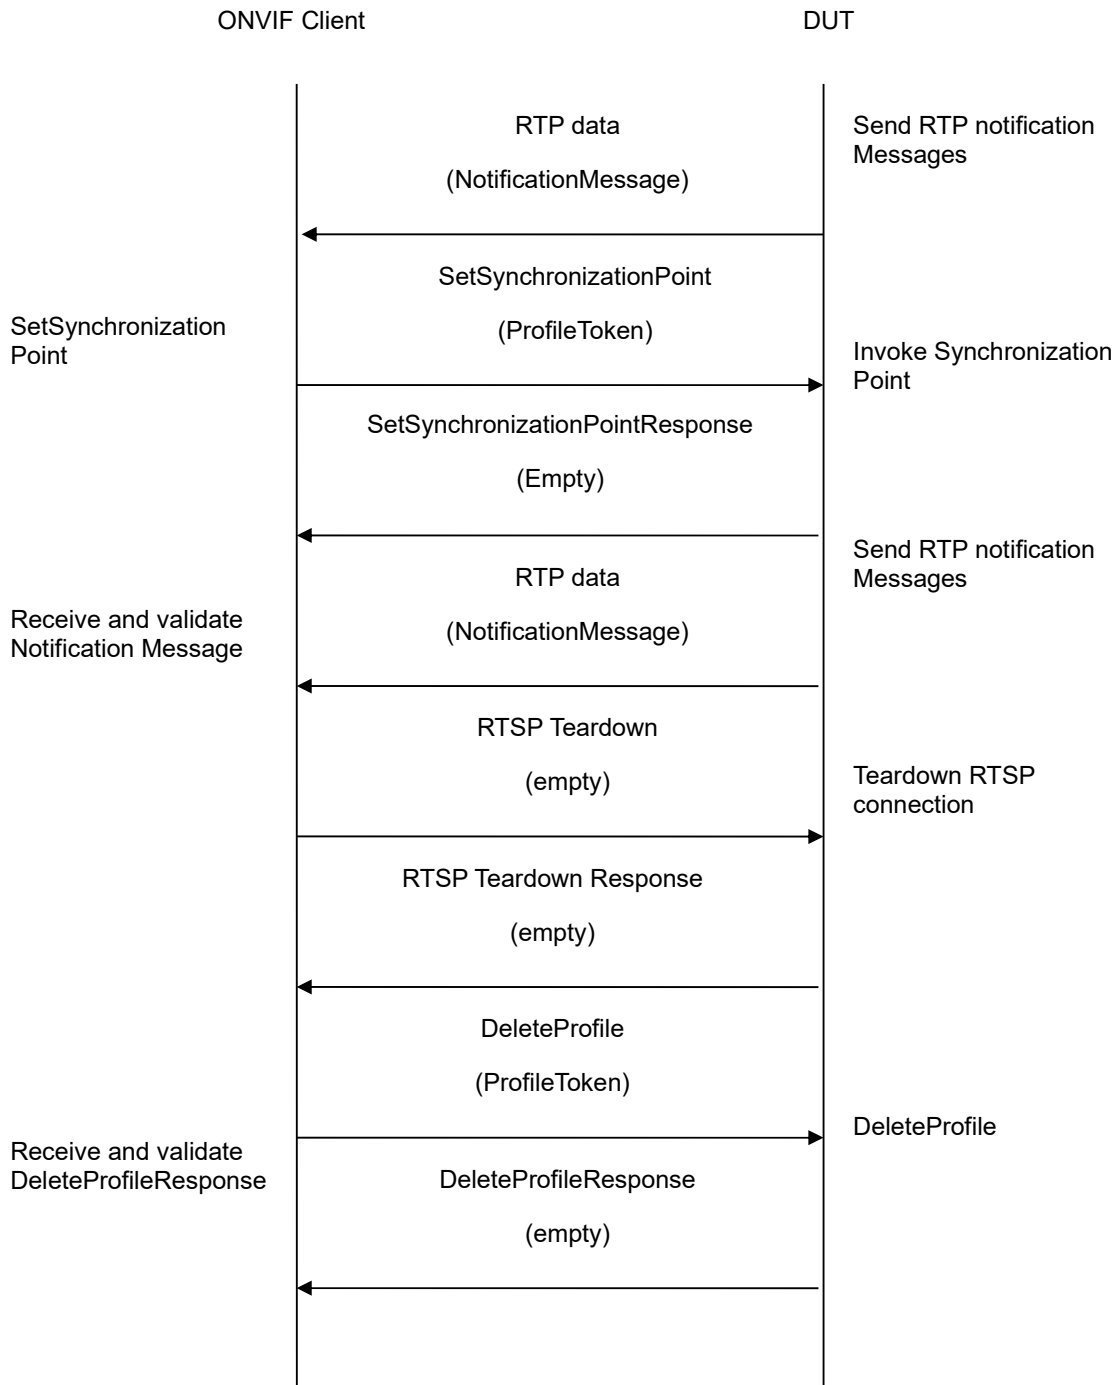 ONVIF Client
DUT
RTP data
(NotificationMessage)
Send RTP notification
Messages
SetSynchronizationPoint
(ProfileToken)
SetSynchronization
Point
Invoke Synchronization
Point
SetSynchronizationPointResponse
(Empty)
Send RTP notification
Messages
RTP data
(NotificationMessage)
Receive and validate
Notification Message
RTSP Teardown
(empty)
Teardown RTSP
connection
RTSP Teardown Response
(empty)
DeleteProfile
(ProfileToken)
DeleteProfile
Receive and validate
DeleteProfileResponse
DeleteProfileResponse
(empty)